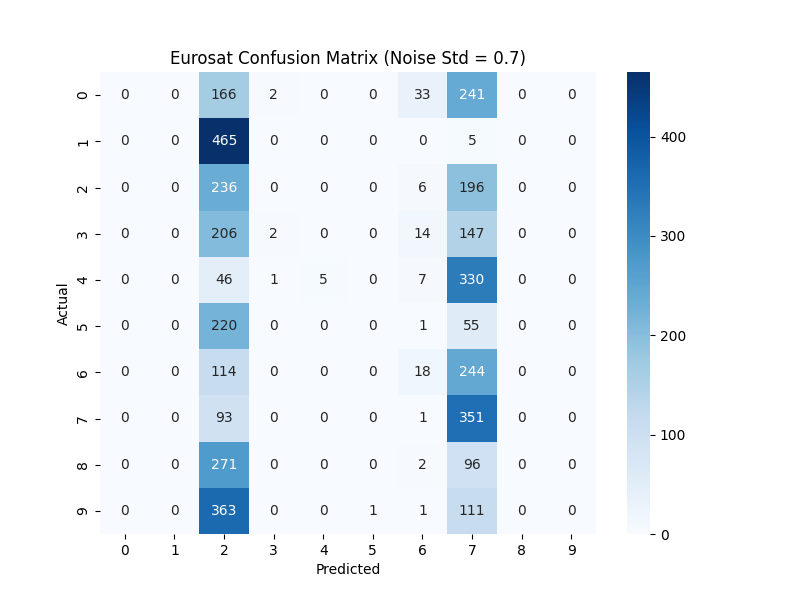 Eurosat Confusion Matrix (Noise Std = 0.7)
0 0 0 166 2 0 0 33 241 0 0
1 0 0 465 0 0 0 0 5 0 0
2 0 0 236 0 0 0 6 196 0 0
3 0 0 206 2 0 0 14 147 0 0
4 0 0 46 1 5 0 7 330 0 0
5 0 0 220 0 0 0 1 55 0 0
6 0 0 114 0 0 0 18 244 0 0
7 0 0 93 0 0 0 1 351 0 0
8 0 0 271 0 0 0 2 96 0 0
9 0 0 363 0 0 1 1 111 0 0
0 1 2 3 4 5 6 7 8 9
Predicted
Actual
400
300
200
100
0